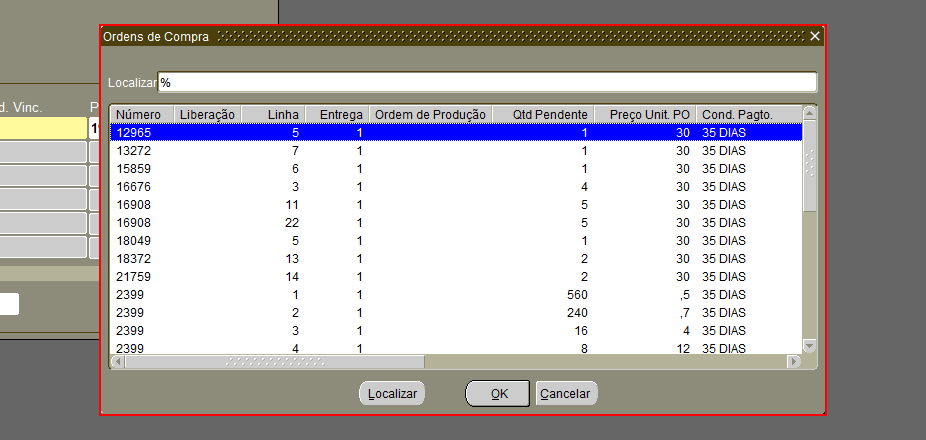 Ordens de Compra
Localizar %
d. Vinc. P
Número Liberação Linha Entrega Ordem de Produção Qtd Pendente Preço Unit. PO Cond. Pagto.
12965 5 1 1 30 35 DIAS
13272 7 1 1 30 35 DIAS
15859 6 1 1 30 35 DIAS
16676 3 1 4 30 35 DIAS
16908 11 1 5 30 35 DIAS
16908 22 1 5 30 35 DIAS
18049 5 1 1 30 35 DIAS
18372 13 1 2 30 35 DIAS
21759 14 1 2 30 35 DIAS
2399 1 1 560 ,5 35 DIAS
2399 2 1 240 ,7 35 DIAS
2399 3 1 16 4 35 DIAS
2399 4 1 8 12 35 DIAS
Localizar OK Cancelar